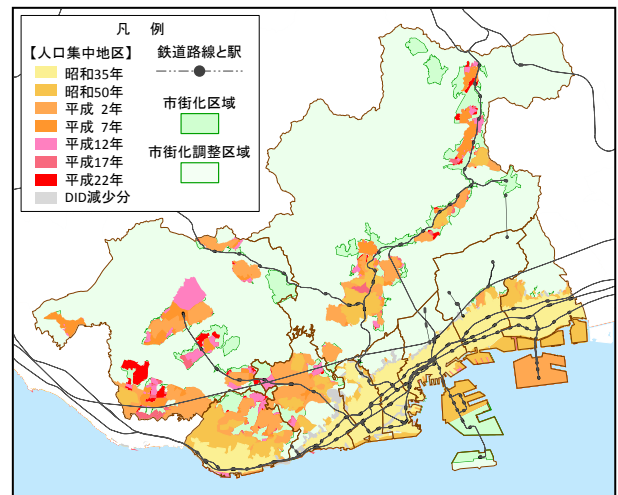 凡 例
【人口集中地区】
昭和35年
昭和50年
平成 2年
平成 7年
平成12年
平成17年
平成22年
DID減少分
鉄道路線と駅
市街化区域
市街化調整区域